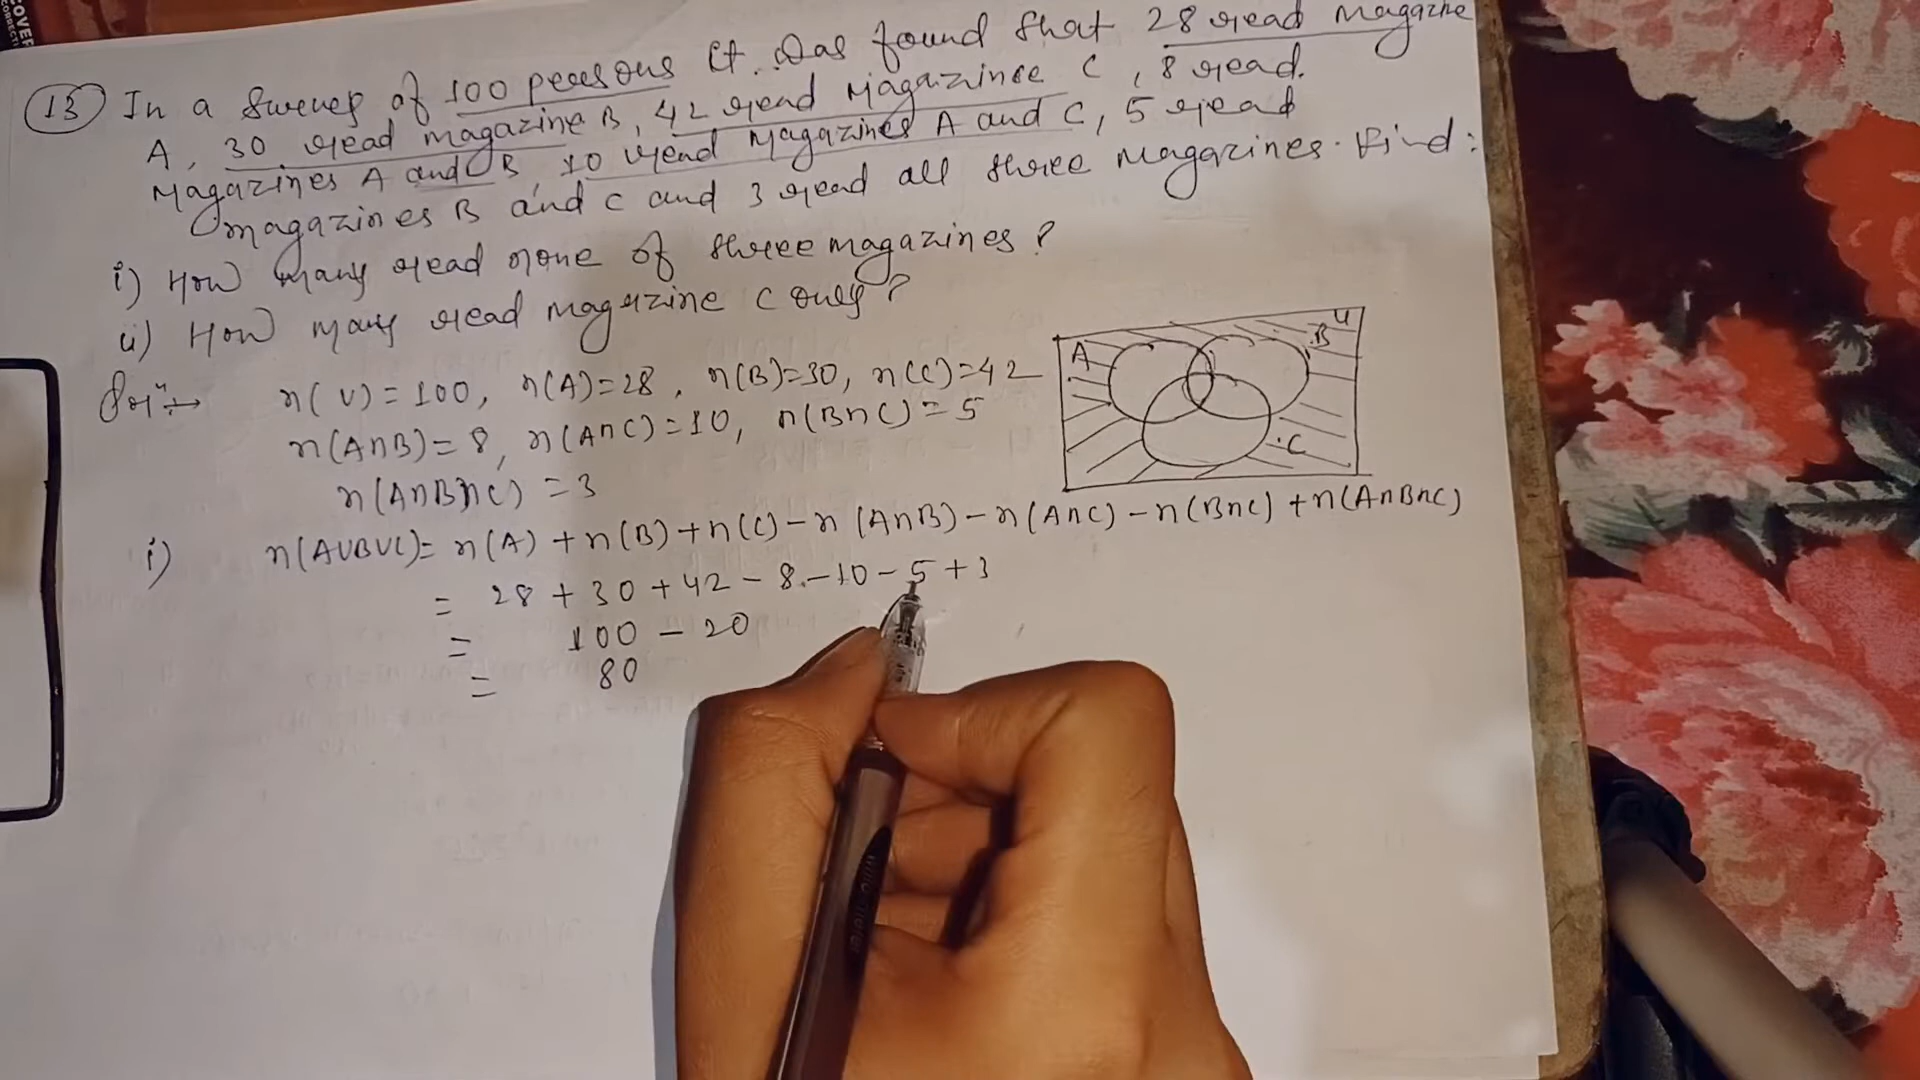 OVER
CORRECTI
13 In a Survey of 100 persons it was found that 28 read Magazine
A, 30 read magazine B, 42 read Magazines C, 8 read.
Magazines A and B, 10 read Magazines A and C, 5 read
magazines B and C and 3 read all three Magazines. Find:
i) How many read none of three magazines?
ii) How many read magazine C only?
Solⁿ:→ n(U)=100, n(A)=28, n(B)=30, n(C)=42
n(A∩B)=8, n(A∩C)=10, n(B∩C)=5
n(A∩B∩C)=3
A B U C
i) n(A∪B∪C)= n(A)+n(B)+n(C)-n(A∩B)-n(A∩C)-n(B∩C)+n(A∩B∩C)
= 28+30+42-8-10-5+3
= 100-20
= 80